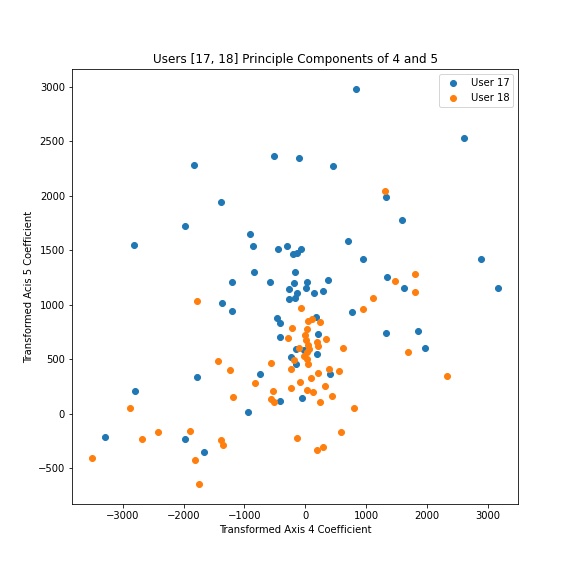 Users [17, 18] Principle Components of 4 and 5
User 17
User 18
Transformed Acis 5 Coefficient
3000
2500
2000
1500
1000
500
0
−500
−3000 −2000 −1000 0 1000 2000 3000
Transformed Axis 4 Coefficient